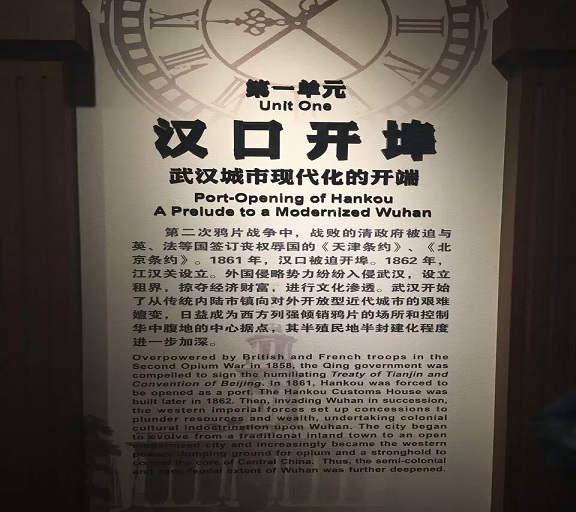 第一单元
Unit One
汉口开埠
武汉城市现代化的开端
Port-Opening of Hankou
A Prelude to a Modernized Wuhan
第二次鸦片战争中，战败的清政府被迫与
英、法等国签订丧权辱国的《天津条约》、《北
京条约》。1861年，汉口被迫开埠。1862年，
江汉关设立。外国侵略势力纷纷入侵武汉，设立
租界，掠夺经济财富，进行文化渗透。武汉开始
了从传统内陆市镇向对外开放型近代城市的艰难
嬗变，日益成为西方列强倾销鸦片的场所和控制
华中腹地的中心据点，其半殖民地半封建化程度
进一步加深。
Overpowered by British and French troops in the
Second Opium War in 1858, the Qing government was
compelled to sign the humiliating Treaty of Tianjin and
Convention of Beijing. In 1861, Hankou was forced to
be opened as a port. The Hankou Customs House was
built later in 1862. Then, invading Wuhan in succession,
the western imperial forces set up concessions to
plunder resources and wealth, undertaking colonial
cultural indoctrination upon Wuhan. The city began
to evolve from a traditional inland town to an open
modernized city and increasingly became the western
powers dumping ground for opium and a stronghold to
control the core of Central China. Thus, the semi-colonial
and semi-feudal extent of Wuhan was further deepened.